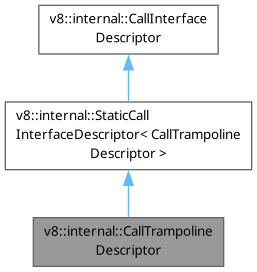 v8::internal::CallInterface
Descriptor
v8::internal::StaticCall
InterfaceDescriptor< CallTrampoline
Descriptor >
v8::internal::CallTrampoline
Descriptor